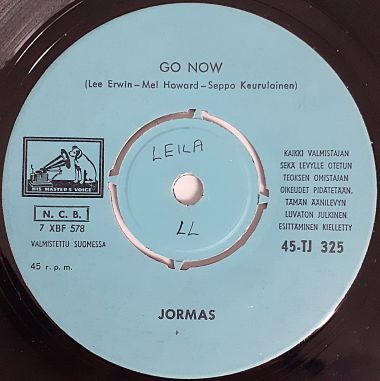 GO NOW
(Lee Erwin – Mel Howard – Seppo Keurulainen)
LEILA
HIS MASTER'S VOICE
N. C. B.
7 XBF 578
VALMISTETTU SUOMESSA
45 r. p. m.
KAIKKI VALMISTAJAN
SEKÄ LEVYLLE OTETUN
TEOKSEN OMISTAJAN
OIKEUDET PIDÄTETÄÄN.
TÄMÄN ÄÄNILEVYN
LUVATON JULKINEN
ESITTÄMINEN KIELLETTY
LL
45-TJ 325
JORMAS